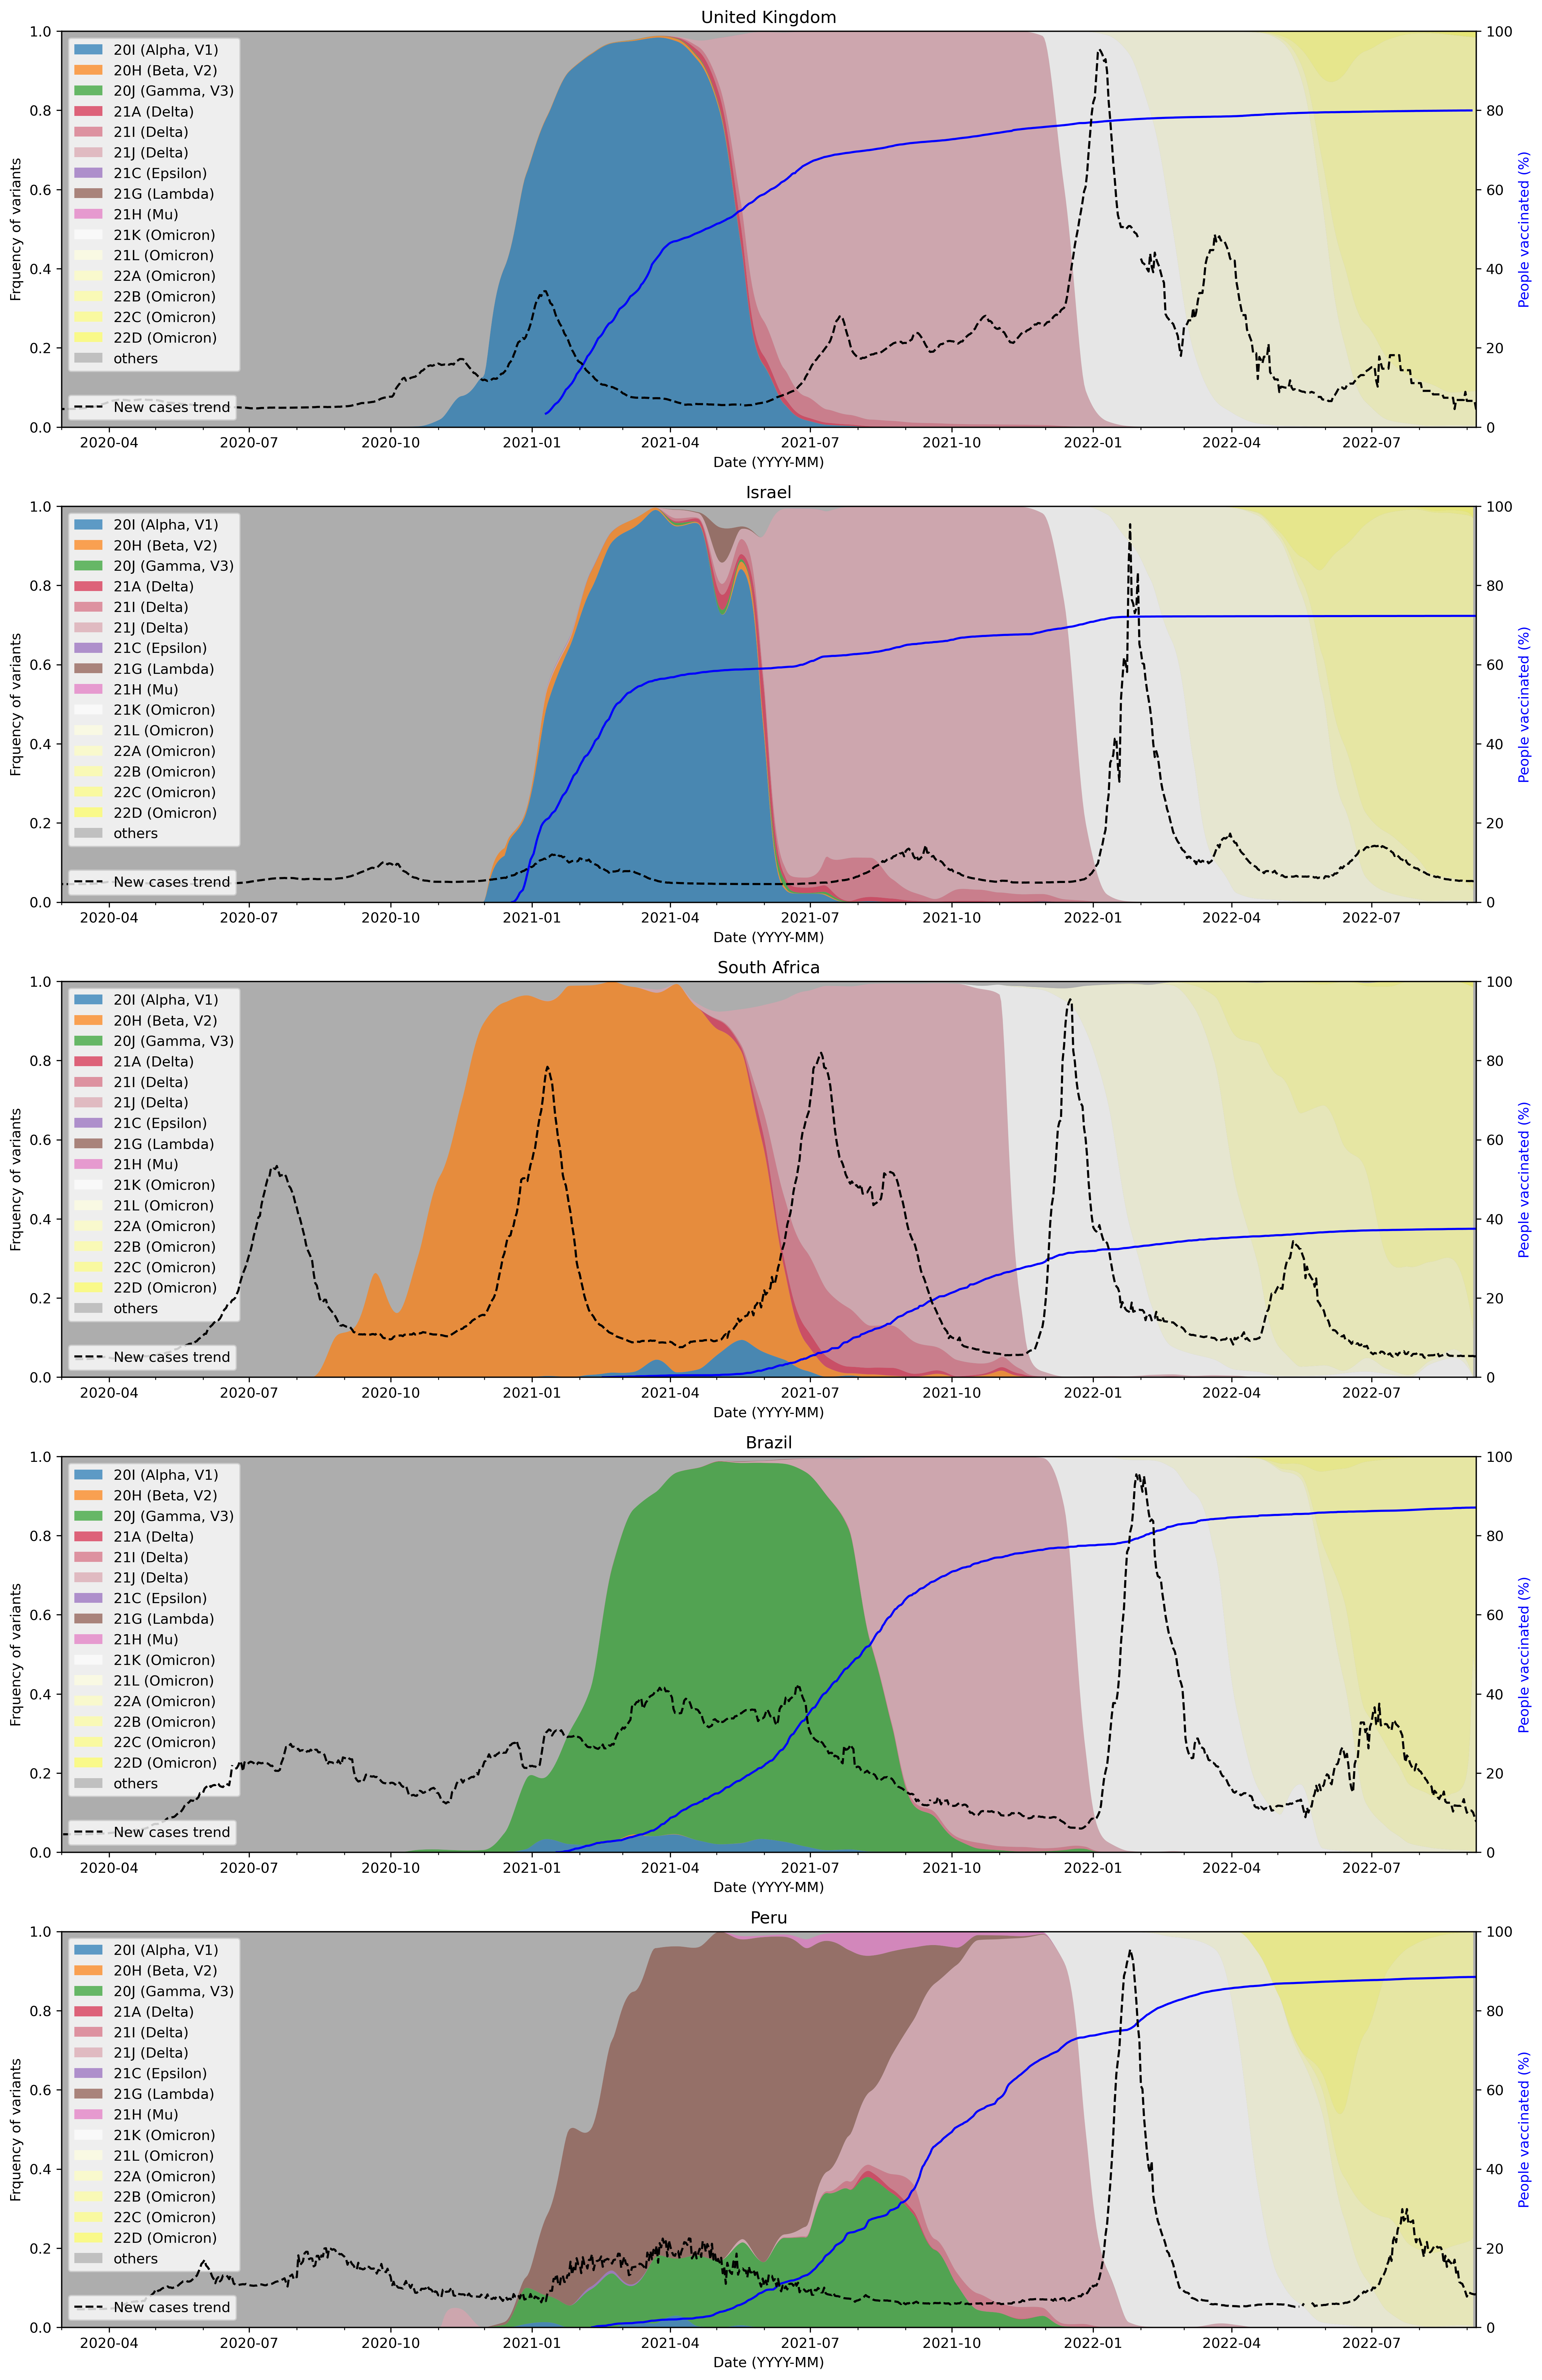 United Kingdom
1.0
0.8
0.6
0.4
0.2
0.0
Frquency of variants
20I (Alpha, V1)
20H (Beta, V2)
20J (Gamma, V3)
21A (Delta)
21I (Delta)
21J (Delta)
21C (Epsilon)
21G (Lambda)
21H (Mu)
21K (Omicron)
21L (Omicron)
22A (Omicron)
22B (Omicron)
22C (Omicron)
22D (Omicron)
others
New cases trend
100
80
60
40
20
0
People vaccinated (%)
2020-04 2020-07 2020-10 2021-01 2021-04 2021-07 2021-10 2022-01 2022-04 2022-07
Date (YYYY-MM)
Israel
1.0
0.8
0.6
0.4
0.2
0.0
Frquency of variants
20I (Alpha, V1)
20H (Beta, V2)
20J (Gamma, V3)
21A (Delta)
21I (Delta)
21J (Delta)
21C (Epsilon)
21G (Lambda)
21H (Mu)
21K (Omicron)
21L (Omicron)
22A (Omicron)
22B (Omicron)
22C (Omicron)
22D (Omicron)
others
New cases trend
100
80
60
40
20
0
People vaccinated (%)
2020-04 2020-07 2020-10 2021-01 2021-04 2021-07 2021-10 2022-01 2022-04 2022-07
Date (YYYY-MM)
South Africa
1.0
0.8
0.6
0.4
0.2
0.0
Frquency of variants
20I (Alpha, V1)
20H (Beta, V2)
20J (Gamma, V3)
21A (Delta)
21I (Delta)
21J (Delta)
21C (Epsilon)
21G (Lambda)
21H (Mu)
21K (Omicron)
21L (Omicron)
22A (Omicron)
22B (Omicron)
22C (Omicron)
22D (Omicron)
others
New cases trend
100
80
60
40
20
0
People vaccinated (%)
2020-04 2020-07 2020-10 2021-01 2021-04 2021-07 2021-10 2022-01 2022-04 2022-07
Date (YYYY-MM)
Brazil
1.0
0.8
0.6
0.4
0.2
0.0
Frquency of variants
20I (Alpha, V1)
20H (Beta, V2)
20J (Gamma, V3)
21A (Delta)
21I (Delta)
21J (Delta)
21C (Epsilon)
21G (Lambda)
21H (Mu)
21K (Omicron)
21L (Omicron)
22A (Omicron)
22B (Omicron)
22C (Omicron)
22D (Omicron)
others
New cases trend
100
80
60
40
20
0
People vaccinated (%)
2020-04 2020-07 2020-10 2021-01 2021-04 2021-07 2021-10 2022-01 2022-04 2022-07
Date (YYYY-MM)
Peru
1.0
0.8
0.6
0.4
0.2
0.0
Frquency of variants
20I (Alpha, V1)
20H (Beta, V2)
20J (Gamma, V3)
21A (Delta)
21I (Delta)
21J (Delta)
21C (Epsilon)
21G (Lambda)
21H (Mu)
21K (Omicron)
21L (Omicron)
22A (Omicron)
22B (Omicron)
22C (Omicron)
22D (Omicron)
others
New cases trend
100
80
60
40
20
0
People vaccinated (%)
2020-04 2020-07 2020-10 2021-01 2021-04 2021-07 2021-10 2022-01 2022-04 2022-07
Date (YYYY-MM)